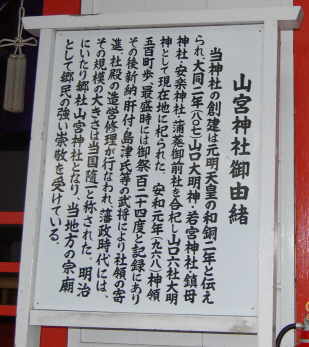 山宮神社御由緒
当神社の創建は元明天皇の和銅二年と伝え
られ大同二年(八〇七)山口大明神・若宮神社・鎮母
神社・安楽神社・蒲葵御前社を合祀し山口六社大明
神として現在地に祀られた。安和元年(九六八)神領
五百町歩、最盛時には御祭百二十四度と記録にあり
その後新納・肝付・島津氏等の武将により社領の寄
進、社殿の造営修理が行なわれ、藩政時代には、
その規模の大きさは当国随一と称された。明治
にいたり郷社山宮神社となり、当地方の宗廟
として郷民の強い崇敬を受けている。